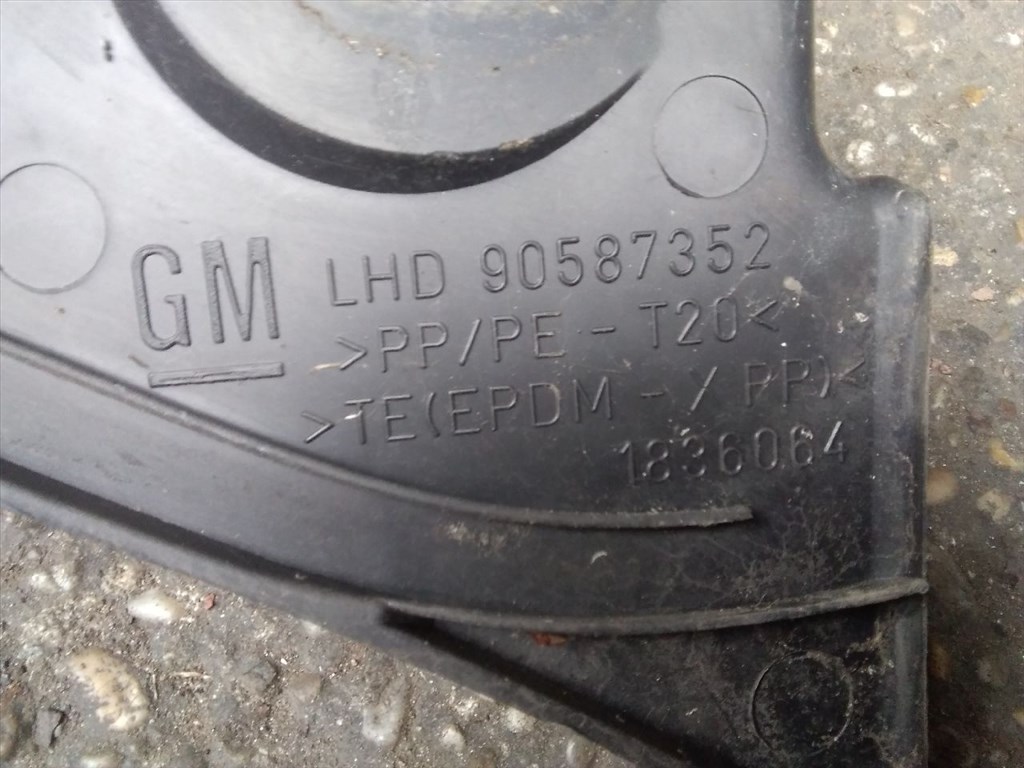 GM
LHD 90587352
>PP/PE - T20<
>TE(EPDM - X PP)<
1836064